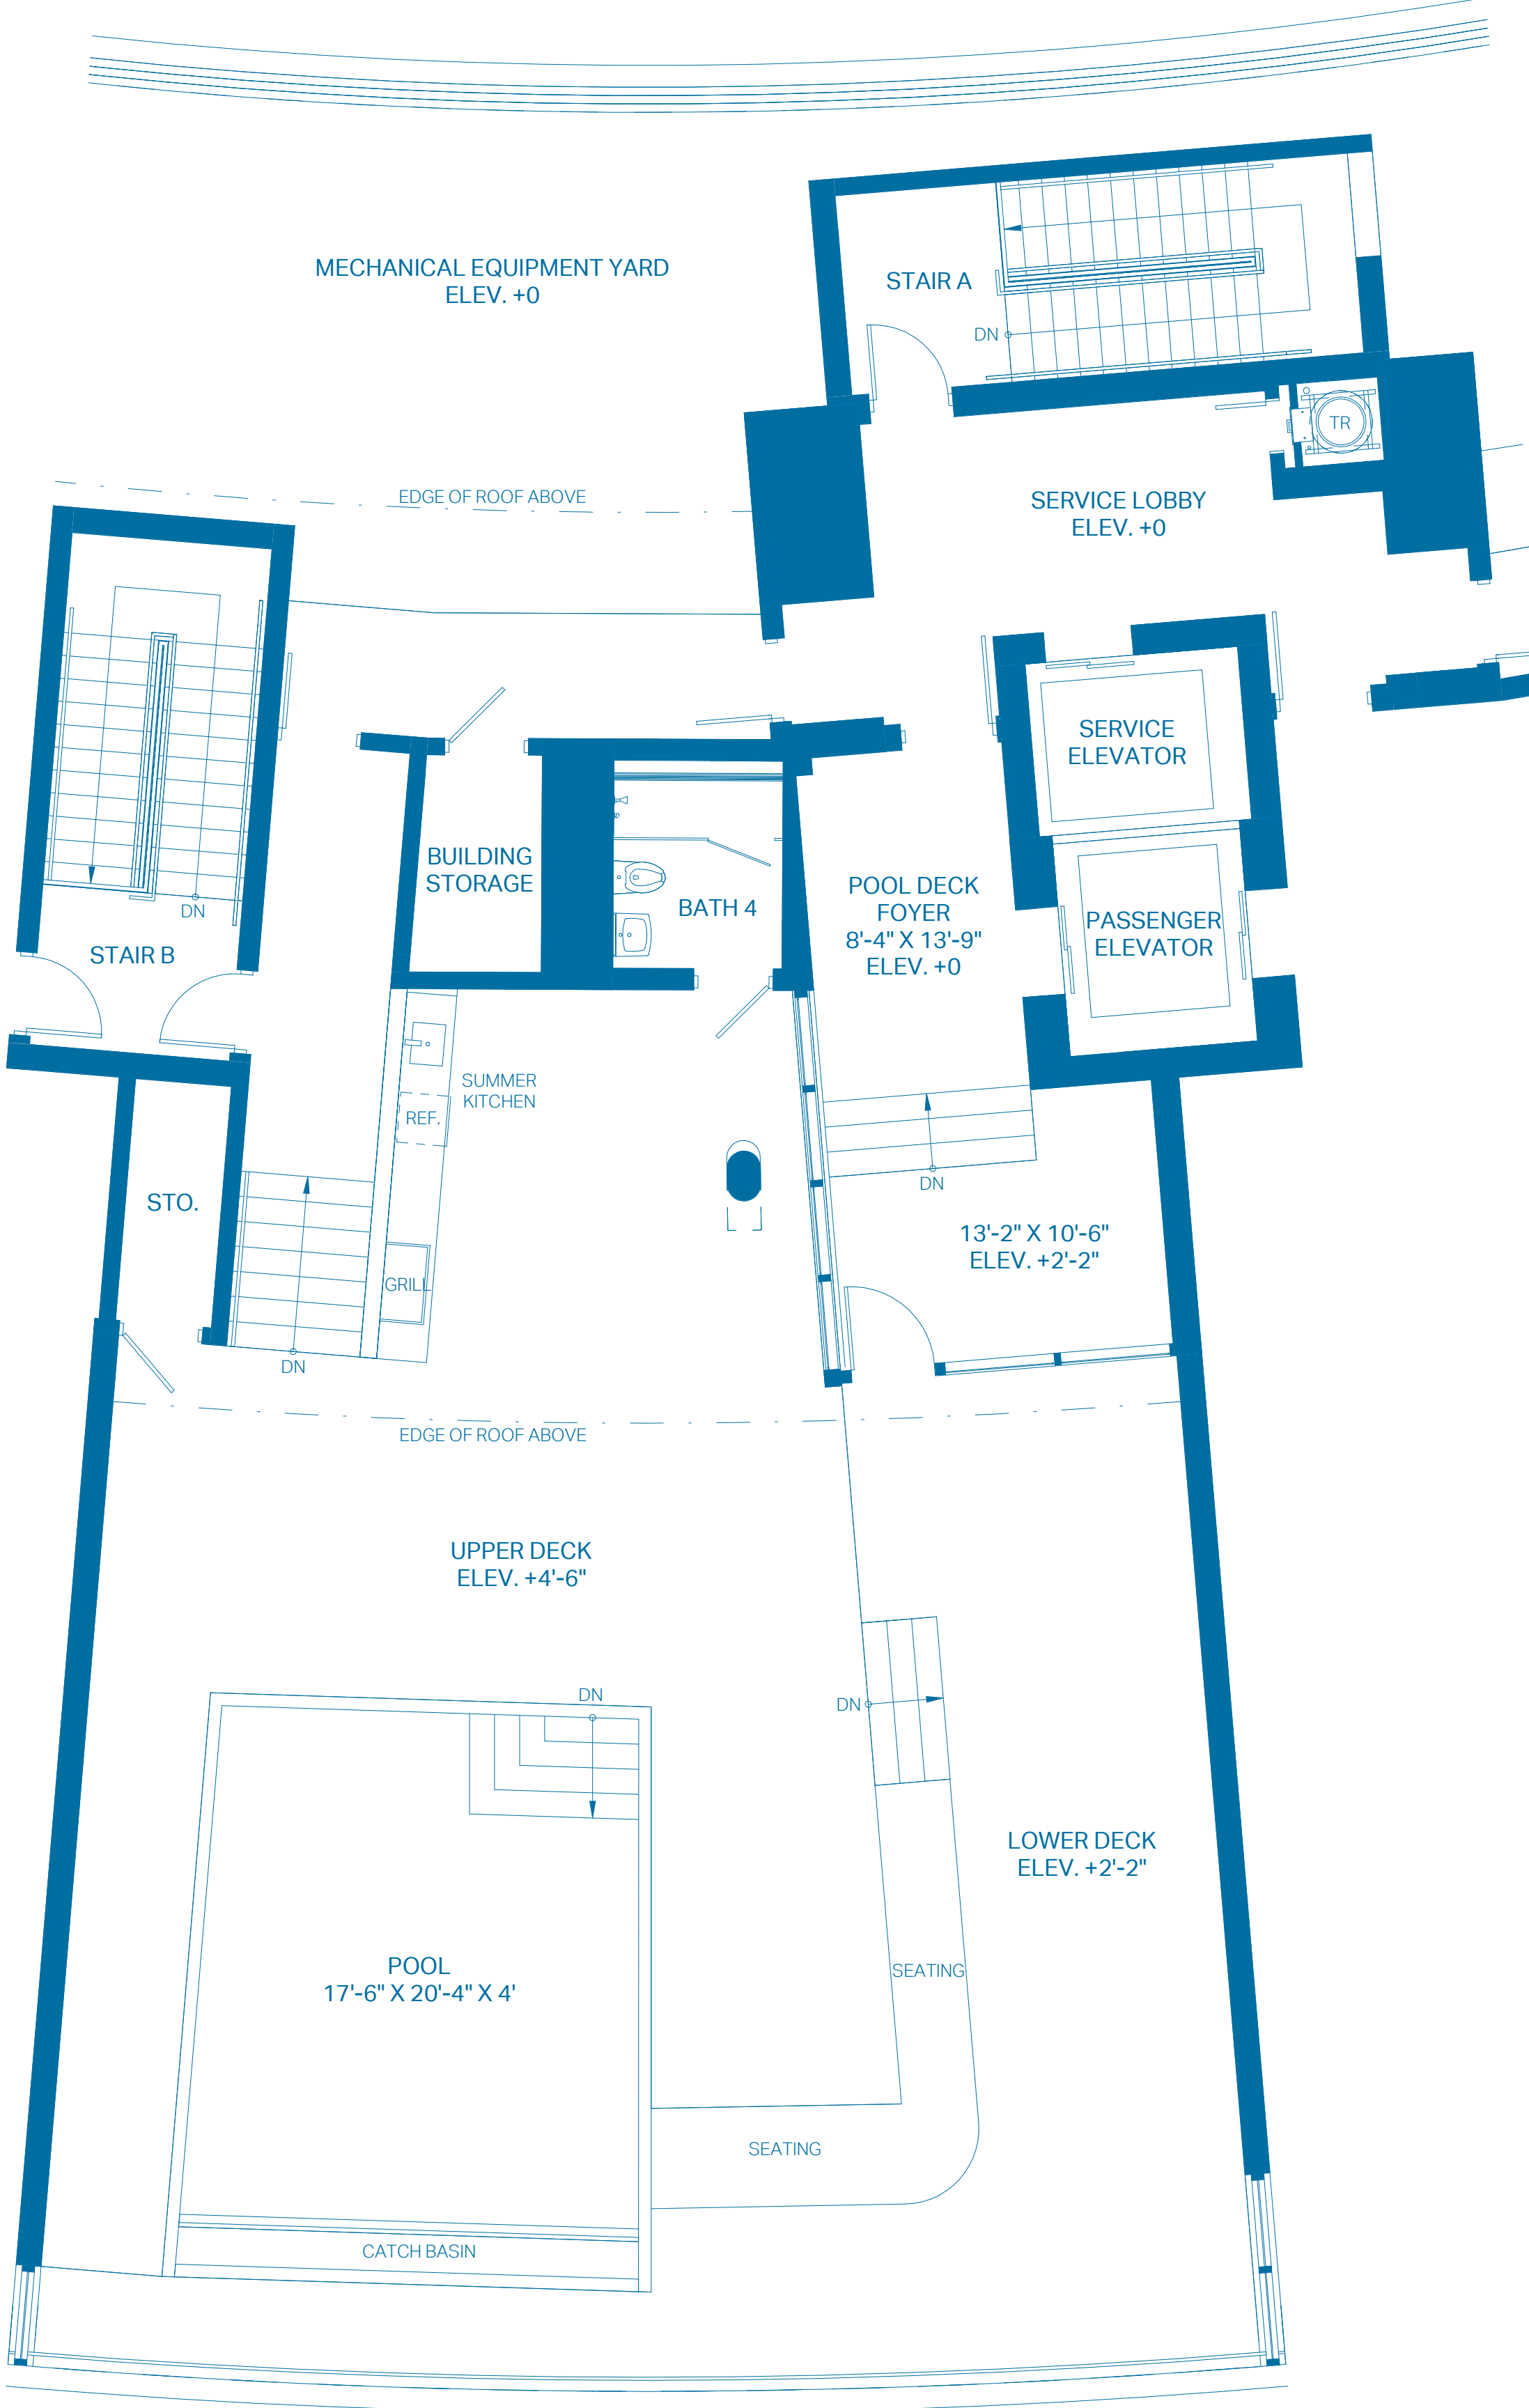 MECHANICAL EQUIPMENT YARD
ELEV. +0
STAIR A
DN
TR
EDGE OF ROOF ABOVE
SERVICE LOBBY
ELEV. +0
SERVICE
ELEVATOR
BUILDING
STORAGE
BATH 4
POOL DECK
FOYER
8'-4" X 13'-9"
ELEV. +0
PASSENGER
ELEVATOR
DN
STAIR B
SUMMER
KITCHEN
REF.
STO.
DN
13'-2" X 10'-6"
ELEV. +2'-2"
GRILL
DN
EDGE OF ROOF ABOVE
UPPER DECK
ELEV. +4'-6"
DN
DN
LOWER DECK
ELEV. +2'-2"
POOL
17'-6" X 20'-4" X 4'
SEATING
SEATING
CATCH BASIN